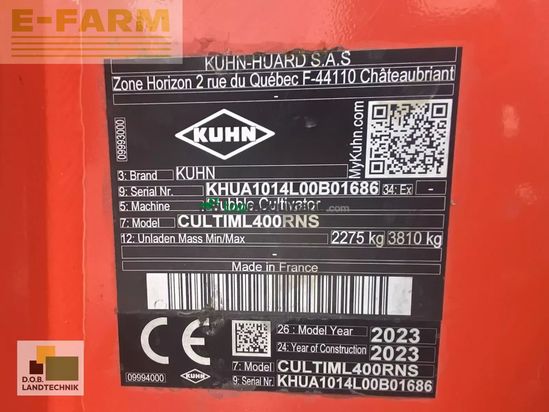 E-FARM
KUHN-HUARD S.A.S
Zone Horizon 2 rue du Québec F-44110 Châteaubriant
09993000
KUHN
MyKuhn.com
3: Brand KUHN
9: Serial Nr. KHUA1014L00B01686 34: Ex -
5: Machine Cultivator
7: Model CULTIML400RNS
12: Unladen Mass Min/Max 2275 kg 3810 kg
Made in France
CE
26 : Model Year 2023
24: Year of Construction 2023
7: Model CULTIML400RNS
9: Serial Nr. KHUA1014L00B01686
KUHN
09994000
D.O.B.
LANDTECHNIK